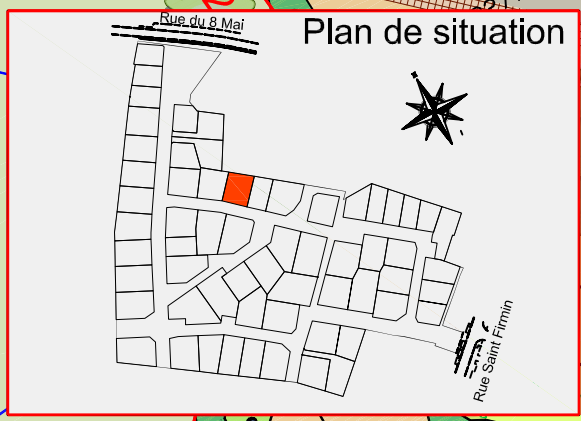 Rue du 8 Mai
Plan de situation
Rue Saint Firmin